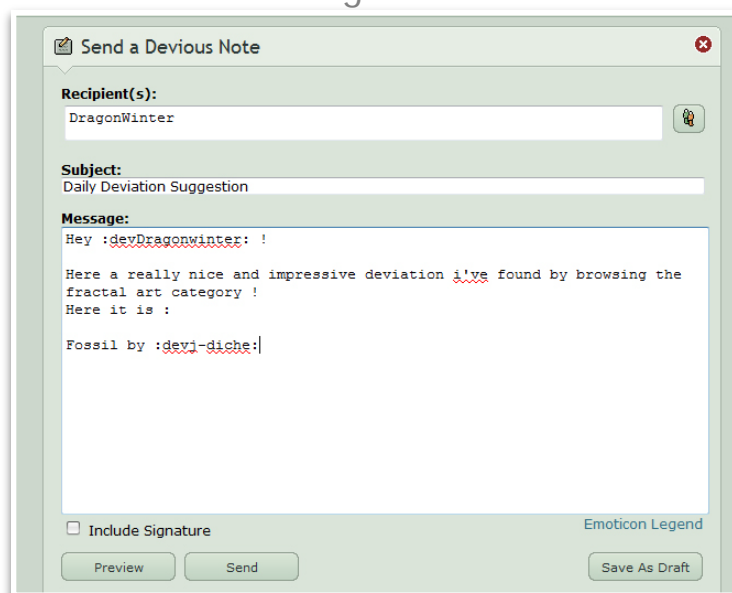 Send a Devious Note
Recipient(s):
DragonWinter
Subject:
Daily Deviation Suggestion
Message:
Hey :devDragonwinter: !
Here a really nice and impressive deviation i've found by browsing the
fractal art category !
Here it is :
Fossil by :devj-diche:
Include Signature
Emoticon Legend
Preview
Send
Save As Draft